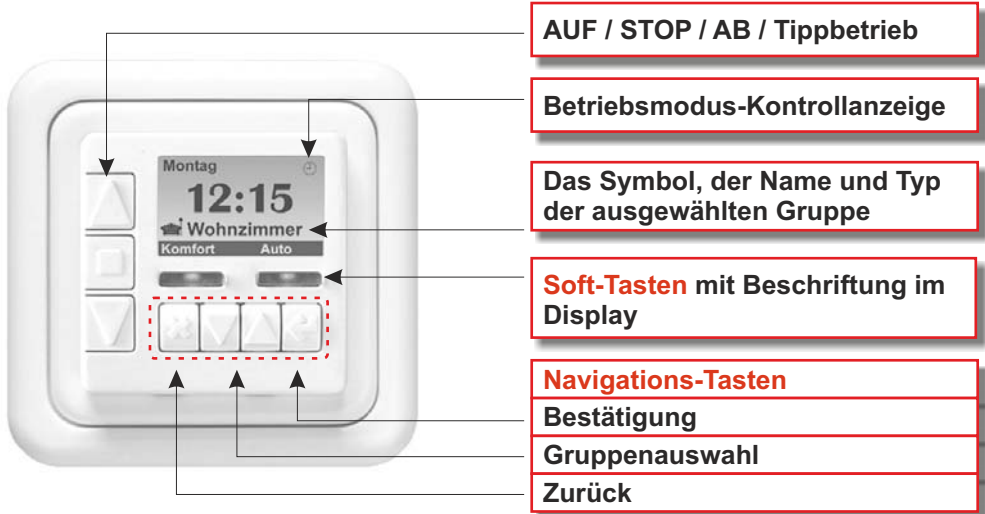 AUF / STOP / AB / Tippbetrieb
Betriebsmodus-Kontrollanzeige
Montag
12:15
Wohnzimmer
Komfort Auto
Das Symbol, der Name und Typ
der ausgewählten Gruppe
Soft-Tasten mit Beschriftung im
Display
Navigations-Tasten
Bestätigung
Gruppenauswahl
Zurück